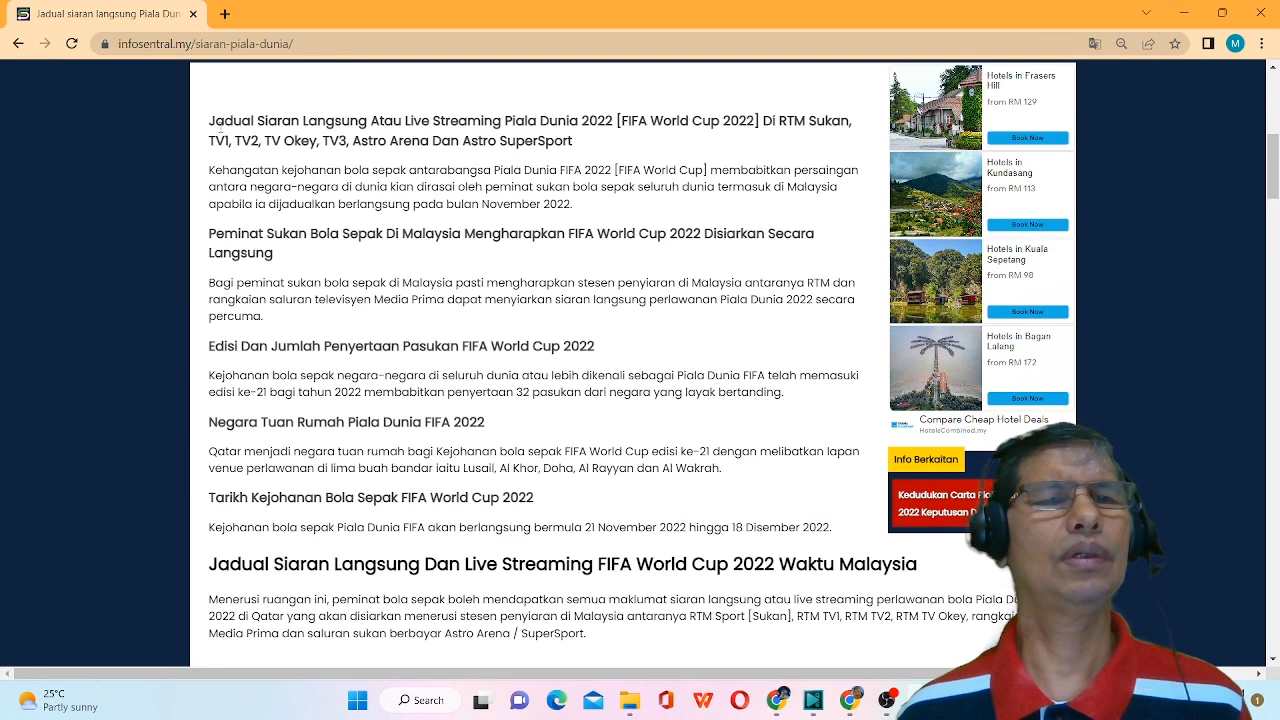 Jadual Siaran Langsung Piala Dun
infosentral.my/siaran-piala-dunia/
M
Jadual Siaran Langsung Atau Live Streaming Piala Dunia 2022 [FIFA World Cup 2022] Di RTM Sukan,
TV1, TV2, TV Okey, TV3, Astro Arena Dan Astro SuperSport
Kehangatan kejohanan bola sepak antarabangsa Piala Dunia FIFA 2022 [FIFA World Cup] membabitkan persaingan
antara negara-negara di dunia kian dirasai oleh peminat sukan bola sepak seluruh dunia termasuk di Malaysia
apabila ia dijadualkan berlangsung pada bulan November 2022.
Peminat Sukan Bola Sepak Di Malaysia Mengharapkan FIFA World Cup 2022 Disiarkan Secara
Langsung
Bagi peminat sukan bola sepak di Malaysia pasti mengharapkan stesen penyiaran di Malaysia antaranya RTM dan
rangkaian saluran televisyen Media Prima dapat menyiarkan siaran langsung perlawanan Piala Dunia 2022 secara
percuma.
Edisi Dan Jumlah Penyertaan Pasukan FIFA World Cup 2022
Kejohanan bola sepak negara-negara di seluruh dunia atau lebih dikenali sebagai Piala Dunia FIFA telah memasuki
edisi ke-21 bagi tahun 2022 membabitkan penyertaan 32 pasukan dari negara yang layak bertanding.
Negara Tuan Rumah Piala Dunia FIFA 2022
Qatar menjadi negara tuan rumah bagi Kejohanan bola sepak FIFA World Cup edisi ke-21 dengan melibatkan lapan
venue perlawanan di lima buah bandar iaitu Lusail, Al Khor, Doha, Al Rayyan dan Al Wakrah.
Tarikh Kejohanan Bola Sepak FIFA World Cup 2022
Kejohanan bola sepak Piala Dunia FIFA akan berlangsung bermula 21 November 2022 hingga 18 Disember 2022.
Jadual Siaran Langsung Dan Live Streaming FIFA World Cup 2022 Waktu Malaysia
Menerusi ruangan ini, peminat bola sepak boleh mendapatkan semua maklumat siaran langsung atau live streaming perlawanan bola Piala Du
2022 di Qatar yang akan disiarkan menerusi stesen penyiaran di Malaysia antaranya RTM Sport [Sukan], RTM TV1, RTM TV2, RTM TV Okey, rangkai
Media Prima dan saluran sukan berbayar Astro Arena / SuperSport.
Hotels in Frasers
Hill
from RM 129
Book Now
Hotels in
Kundasang
from RM 113
Book Now
Hotels in Kuala
Sepetang
from RM 98
Book Now
Hotels in Bagan
Lalang
from RM 172
Book Now
Compare Cheap Hotel Deals
HotelsCombined.my
Info Berkaitan
Kedudukan Carta
2022 Keputusan
25°C
Partly sunny
Search
1